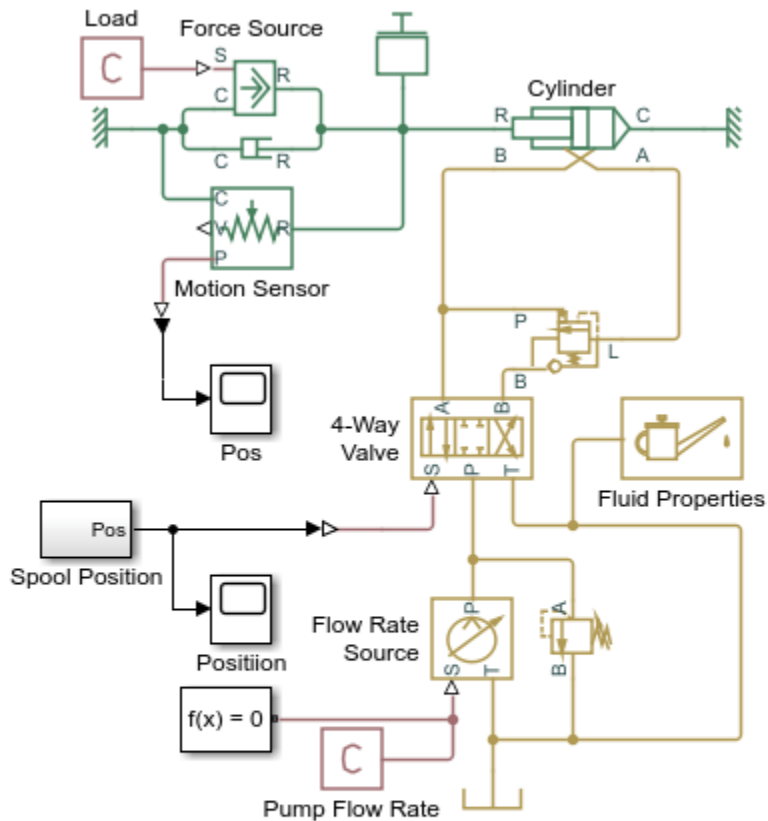 Load
Force Source
C
S
R
C
Cylinder
R
C
C
R
B
A
C
V
R
P
Motion Sensor
P
L
B
Pos
4-Way
Valve
A
B
S
P
T
Fluid Properties
Pos
Spool Position
Positiion
Flow Rate
Source
P
S
T
A
B
f(x) = 0
C
Pump Flow Rate